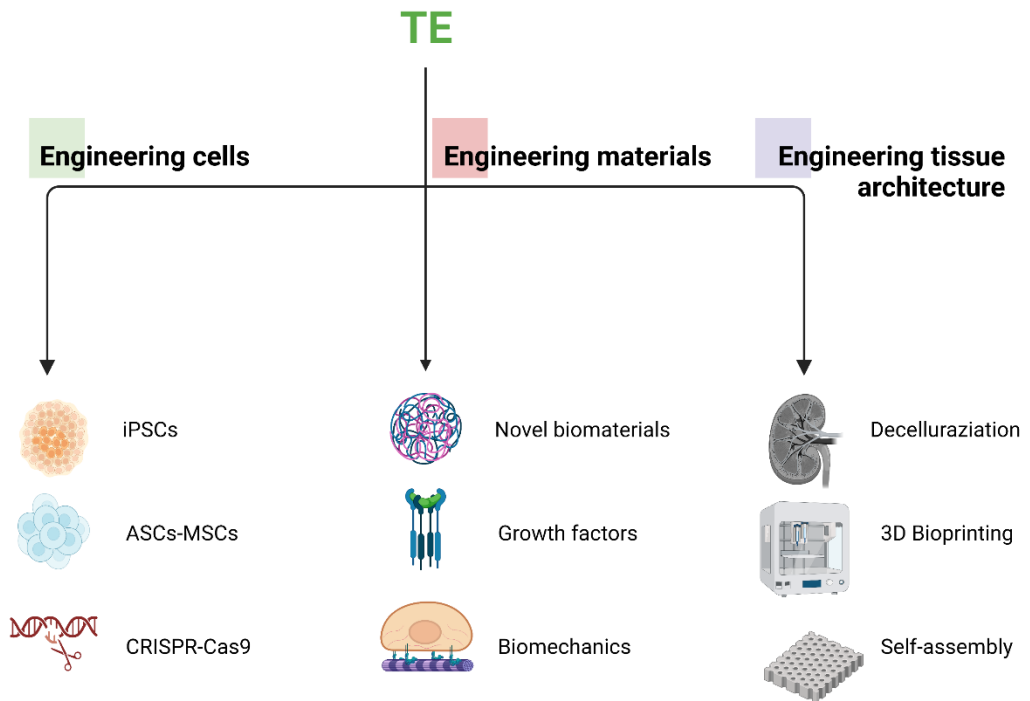 TE
Engineering cells
Engineering materials
Engineering tissue
architecture
iPSCs
Novel biomaterials
Decelluraziation
ASCs-MSCs
Growth factors
3D Bioprinting
CRISPR-Cas9
Biomechanics
Self-assembly